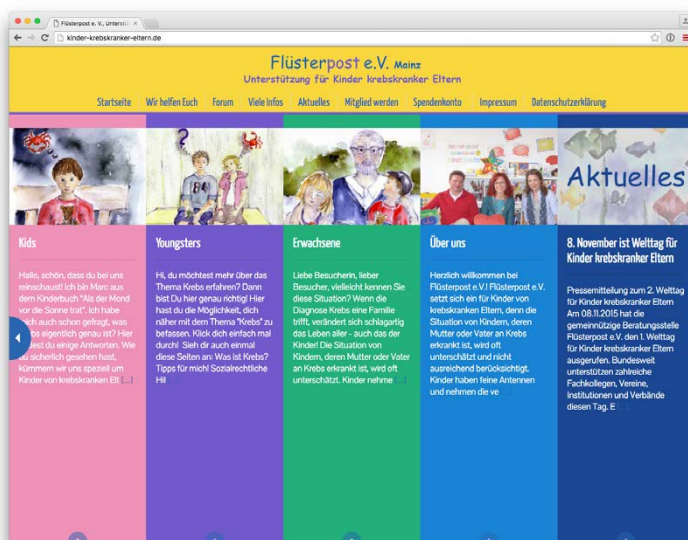 Flüsterpost e. V., Unterstü
kinder-krebskranker-eltern.de
Flüsterpost e.V. Mainz
Unterstützung für Kinder krebskranker Eltern
Startseite Wir helfen Euch Forum Viele Infos Aktuelles Mitglied werden Spendenkonto Impressum Datenschutzerklärung
?
84
Aktuelles
Kids
Hallo, schön, dass du bei uns
reinschaust! Ich bin Marc aus
dem Kinderbuch "Als der Mond
vor die Sonne trat". Ich habe
auch schon gefragt, was
eigentlich genau ist? Hier
du einige Antworten. Wie
du sicherlich gesehen hast,
kümmern wir uns speziell um
Kinder von krebskranken Elt [...]
Youngsters
Hi, du möchtest mehr über das
Thema Krebs erfahren? Dann
bist Du hier genau richtig! Hier
hast du die Möglichkeit, dich
näher mit dem Thema "Krebs" zu
befassen. Klick dich einfach mal
durch! Sieh dir auch einmal
diese Seiten an: Was ist Krebs?
Tipps für mich! Sozialrechtliche
Hil [...]
Erwachsene
Liebe Besucherin, lieber
Besucher, vielleicht kennen Sie
diese Situation? Wenn die
Diagnose Krebs eine Familie
trifft, verändert sich schlagartig
das Leben aller - auch das der
Kinder! Die Situation von
Kindern, deren Mutter oder Vater
an Krebs erkrankt ist, wird oft
unterschätzt. Kinder nehme [...]
Über uns
Herzlich willkommen bei
Flüsterpost e.V.! Flüsterpost e.V.
setzt sich ein für Kinder von
krebskranken Eltern, denn die
Situation von Kindern, deren
Mutter oder Vater an Krebs
erkrankt ist, wird oft
unterschätzt und nicht
ausreichend berücksichtigt.
Kinder haben feine Antennen
und nehmen die ve [...]
8. November ist Welttag für
Kinder krebskranker Eltern
Pressemitteilung zum 2. Welttag
für Kinder krebskranker Eltern
Am 08.11.2015 hat die
gemeinnützige Beratungsstelle
Flüsterpost e.V. den 1. Welttag
für Kinder krebskranker Eltern
ausgerufen. Bundesweit
unterstützen zahlreiche
Fachkollegen, Vereine,
Institutionen und Verbände
diesen Tag. E [...]